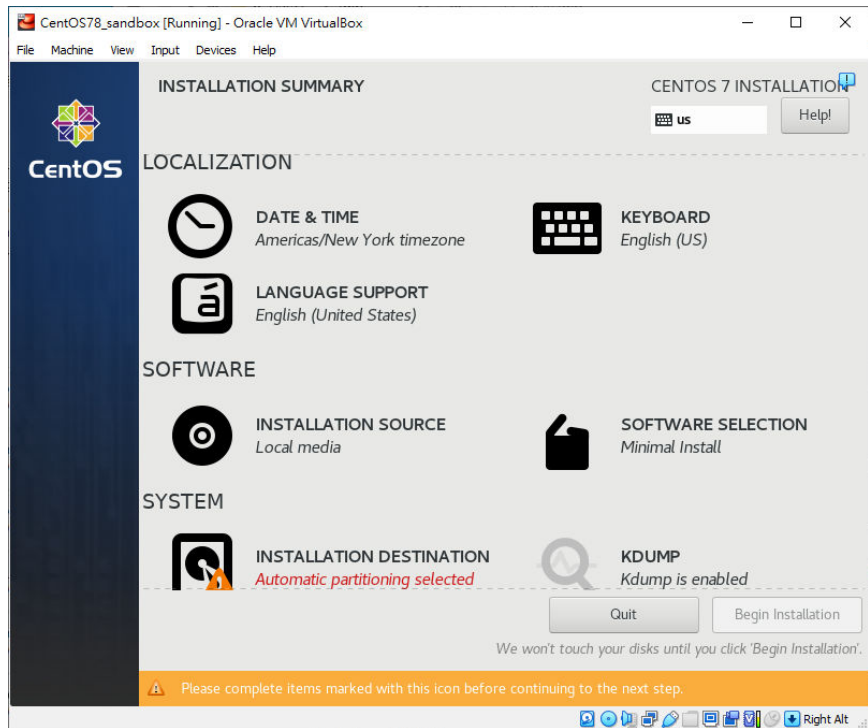 CentOS78_sandbox [Running] - Oracle VM VirtualBox
File Machine View Input Devices Help
INSTALLATION SUMMARY
CENTOS 7 INSTALLATION
us
Help!
CentOS
LOCALIZATION
DATE & TIME
Americas/New York timezone
KEYBOARD
English (US)
á
LANGUAGE SUPPORT
English (United States)
SOFTWARE
INSTALLATION SOURCE
Local media
SOFTWARE SELECTION
Minimal Install
SYSTEM
INSTALLATION DESTINATION
Automatic partitioning selected
KDUMP
Kdump is enabled
Quit
Begin Installation
We won't touch your disks until you click 'Begin Installation'.
Please complete items marked with this icon before continuing to the next step.
Right Alt